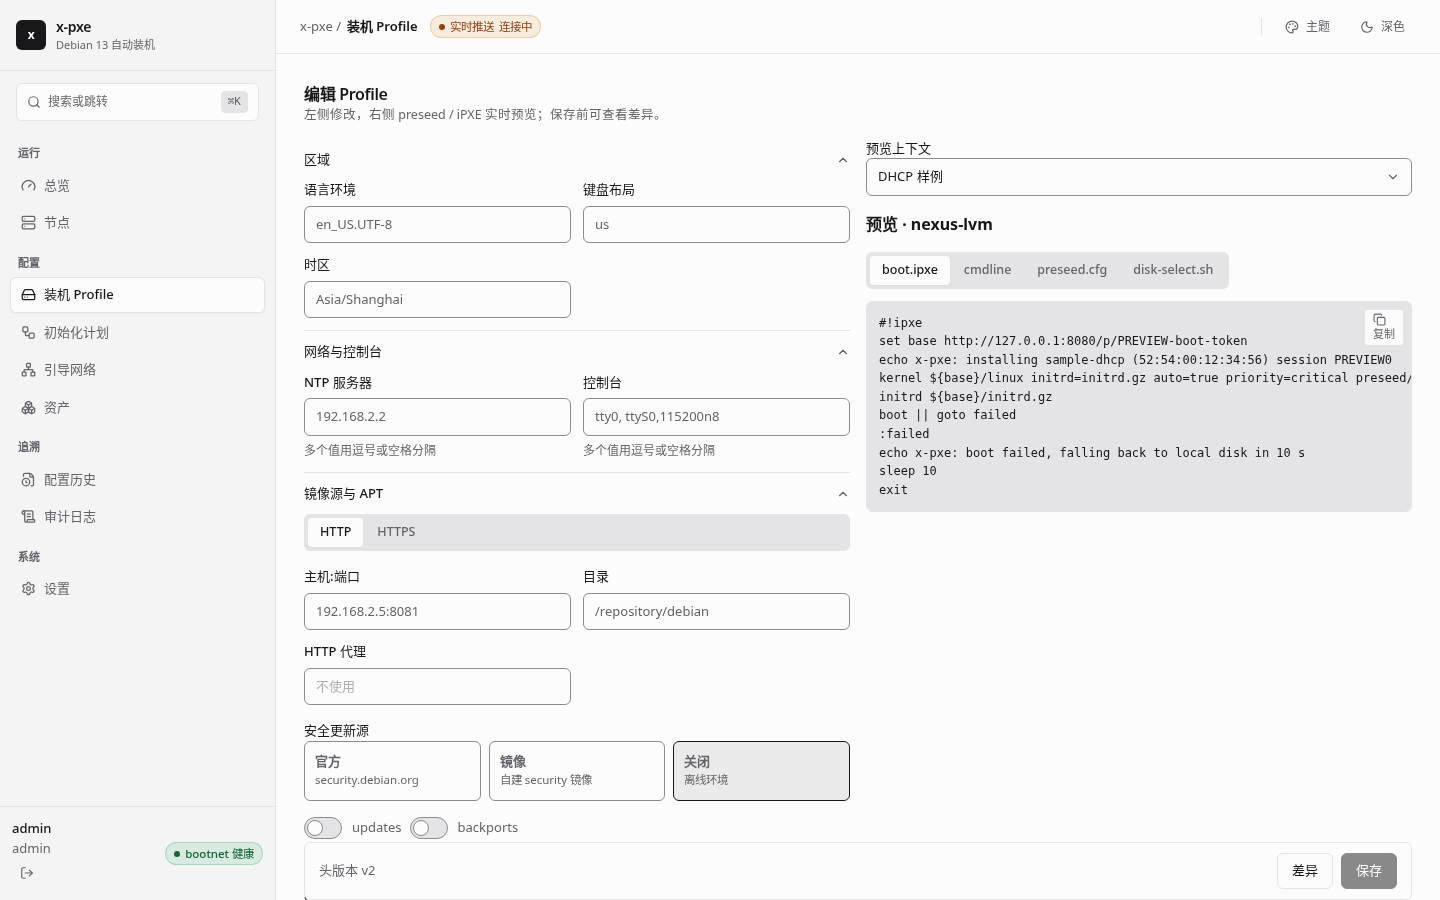 x
x-pxe
Debian 13 自动装机
搜索或跳转
⌘K
运行
总览
节点
配置
装机 Profile
初始化计划
引导网络
资产
追溯
配置历史
审计日志
系统
设置
admin
admin
bootnet 健康
x-pxe / 装机 Profile
实时推送 连接中
主题
深色
编辑 Profile
左侧修改，右侧 preseed / iPXE 实时预览；保存前可查看差异。
区域
语言环境
键盘布局
en_US.UTF-8
us
时区
Asia/Shanghai
网络与控制台
NTP 服务器
控制台
192.168.2.2
tty0, ttyS0,115200n8
多个值用逗号或空格分隔
多个值用逗号或空格分隔
镜像源与 APT
HTTP
HTTPS
主机:端口
目录
192.168.2.5:8081
/repository/debian
HTTP 代理
不使用
安全更新源
官方
security.debian.org
镜像
自建 security 镜像
关闭
离线环境
updates
backports
头版本 v2
差异
保存
预览上下文
DHCP 样例
预览 · nexus-lvm
boot.ipxe
cmdline
preseed.cfg
disk-select.sh
复制
#!ipxe
set base http://127.0.0.1:8080/p/PREVIEW-boot-token
echo x-pxe: installing sample-dhcp (52:54:00:12:34:56) session PREVIEW0
kernel ${base}/linux initrd=initrd.gz auto=true priority=critical preseed/
initrd ${base}/initrd.gz
boot || goto failed
:failed
echo x-pxe: boot failed, falling back to local disk in 10 s
sleep 10
exit